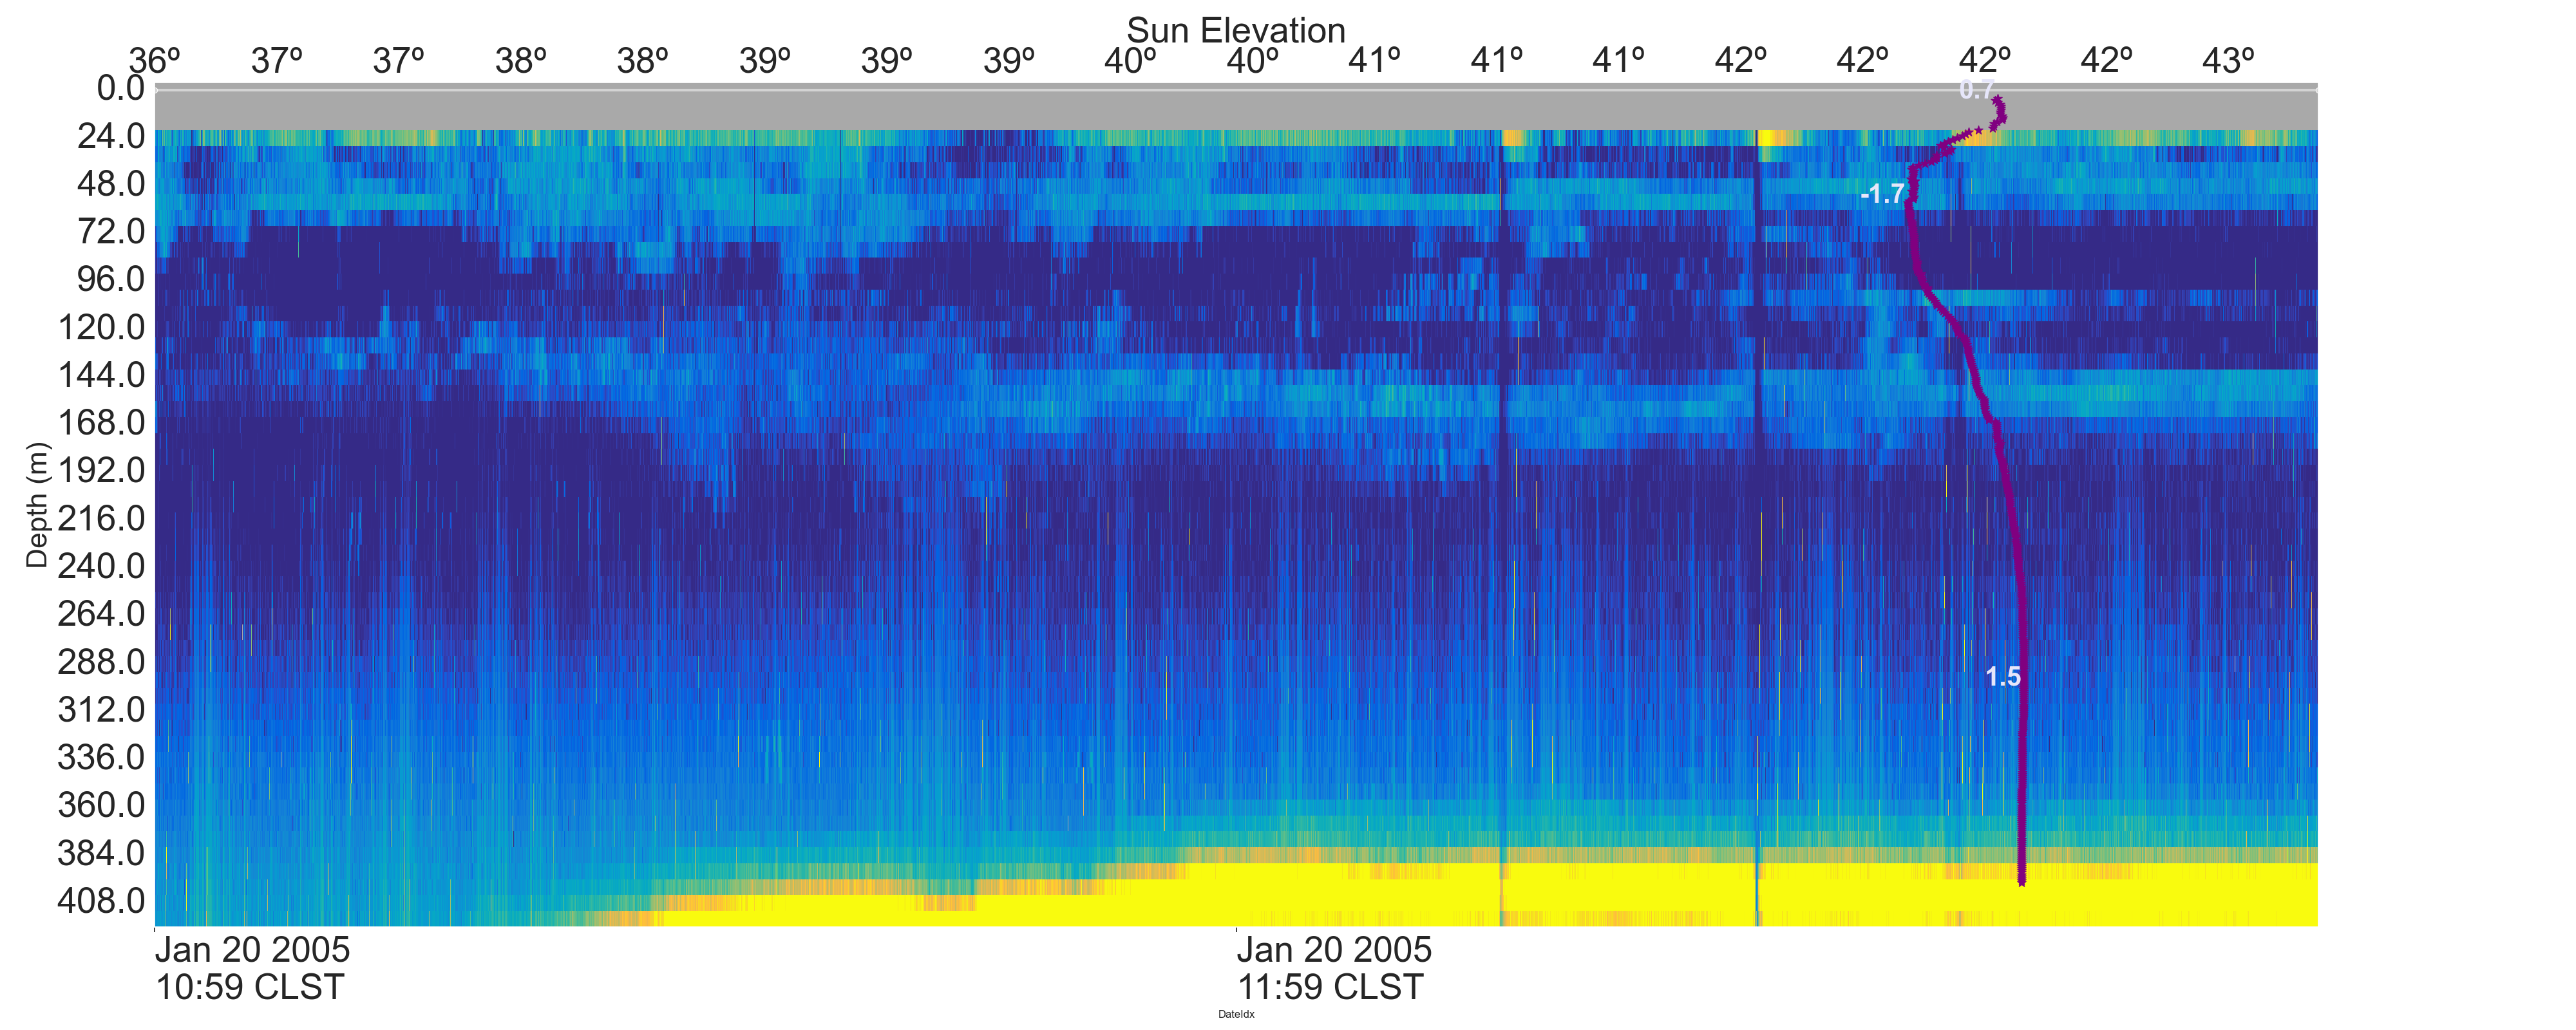 Sun Elevation
36º 37º 37º 38º 38º 39º 39º 39º 40º 40º 41º 41º 41º 42º 42º 42º 42º 43º
0.0
24.0
48.0
72.0
96.0
120.0
144.0
168.0
192.0
216.0
240.0
264.0
288.0
312.0
336.0
360.0
384.0
408.0
Depth (m)
0.7
-1.7
1.5
Jan 20 2005
10:59 CLST
Jan 20 2005
11:59 CLST
DateIdx